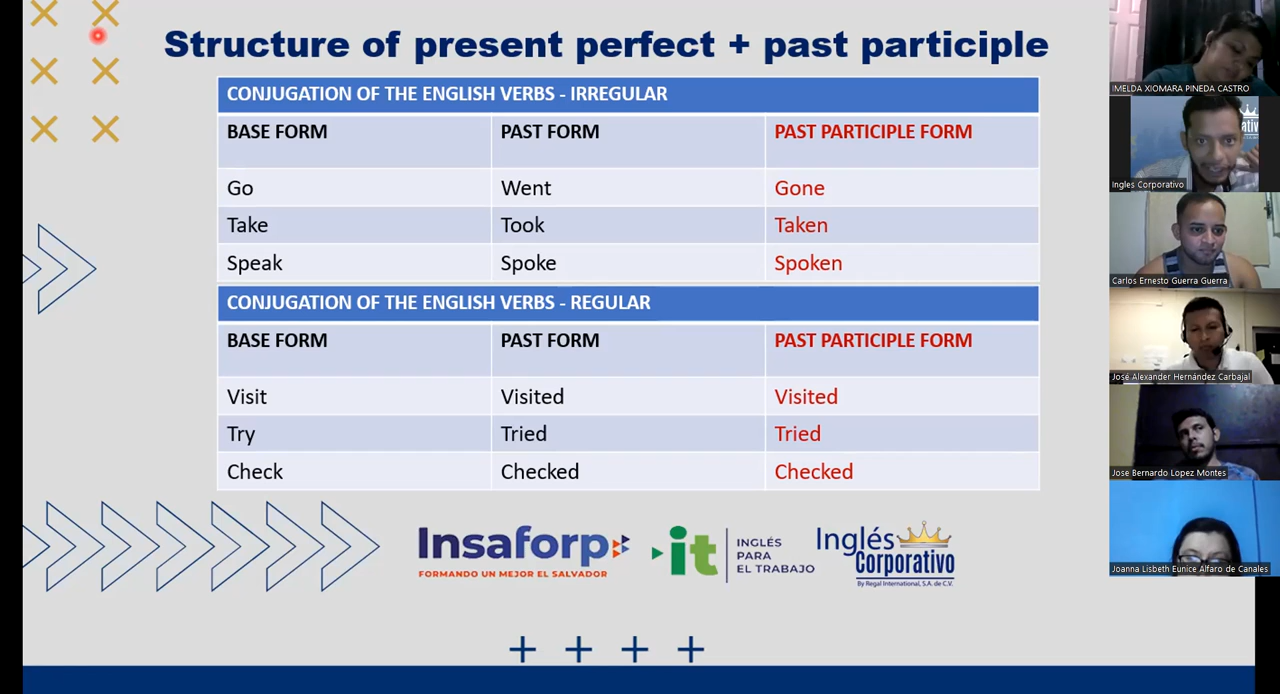 Structure of present perfect + past participle
CONJUGATION OF THE ENGLISH VERBS - IRREGULAR
BASE FORM PAST FORM PAST PARTICIPLE FORM
Go Went Gone
Take Took Taken
Speak Spoke Spoken
CONJUGATION OF THE ENGLISH VERBS - REGULAR
BASE FORM PAST FORM PAST PARTICIPLE FORM
Visit Visited Visited
Try Tried Tried
Check Checked Checked
Insaforp
FORMANDO UN MEJOR EL SALVADOR
it
INGLÉS
PARA
EL TRABAJO
Inglés
Corporativo
By Regal International, S.A. de C.V.
IMELDA XIOMARA PINEDA CASTRO
Ingles Corporativo
Carlos Ernesto Guerra Guerra
José Alexander Hernández Carbajal
Jose Bernardo Lopez Montes
Joanna Lisbeth Eunice Alfaro de Canales